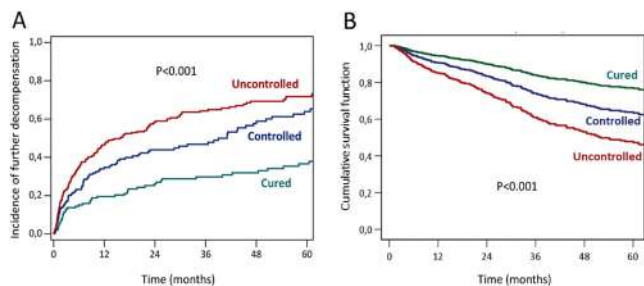 A
B
Incidence of further decompensation
1,0
0,8
0,6
0,4
0,2
0,0
P<0.001
Uncontrolled
Controlled
Cured
0
12
24
36
48
60
Time (months)
Cumulative survival function
1,0
0,8
0,6
0,4
0,2
0,0
Cured
Controlled
Uncontrolled
P<0.001
0
12
24
36
48
60
Time (months)